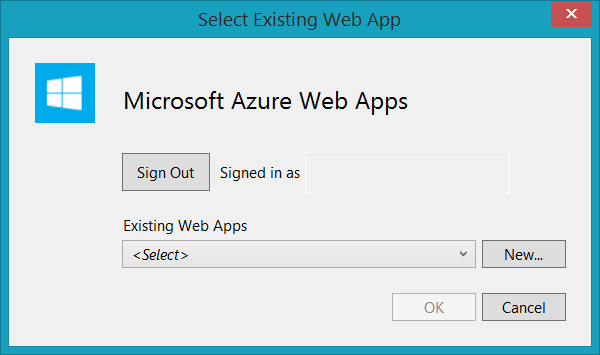 Select Existing Web App
Microsoft Azure Web Apps
Sign Out Signed in as
Existing Web Apps
<Select> New...
OK Cancel